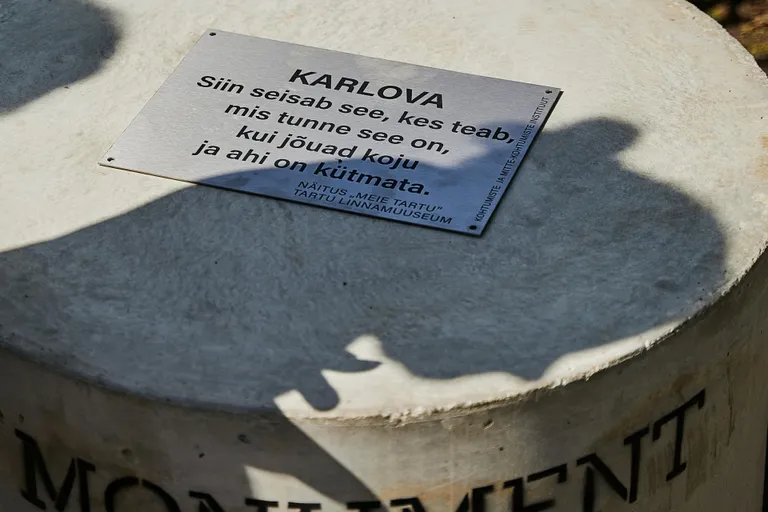 KARLOVA
Siin seisab see, kes teab,
mis tunne see on,
kui jõuad koju
ja ahi on kütmata.
NÄITUS „MEIE TARTU”
TARTU LINNAMUUSEUM
KOHTUMISTE JA MITTE-KOHTUMISTE INSTITUUT
MONUMENT